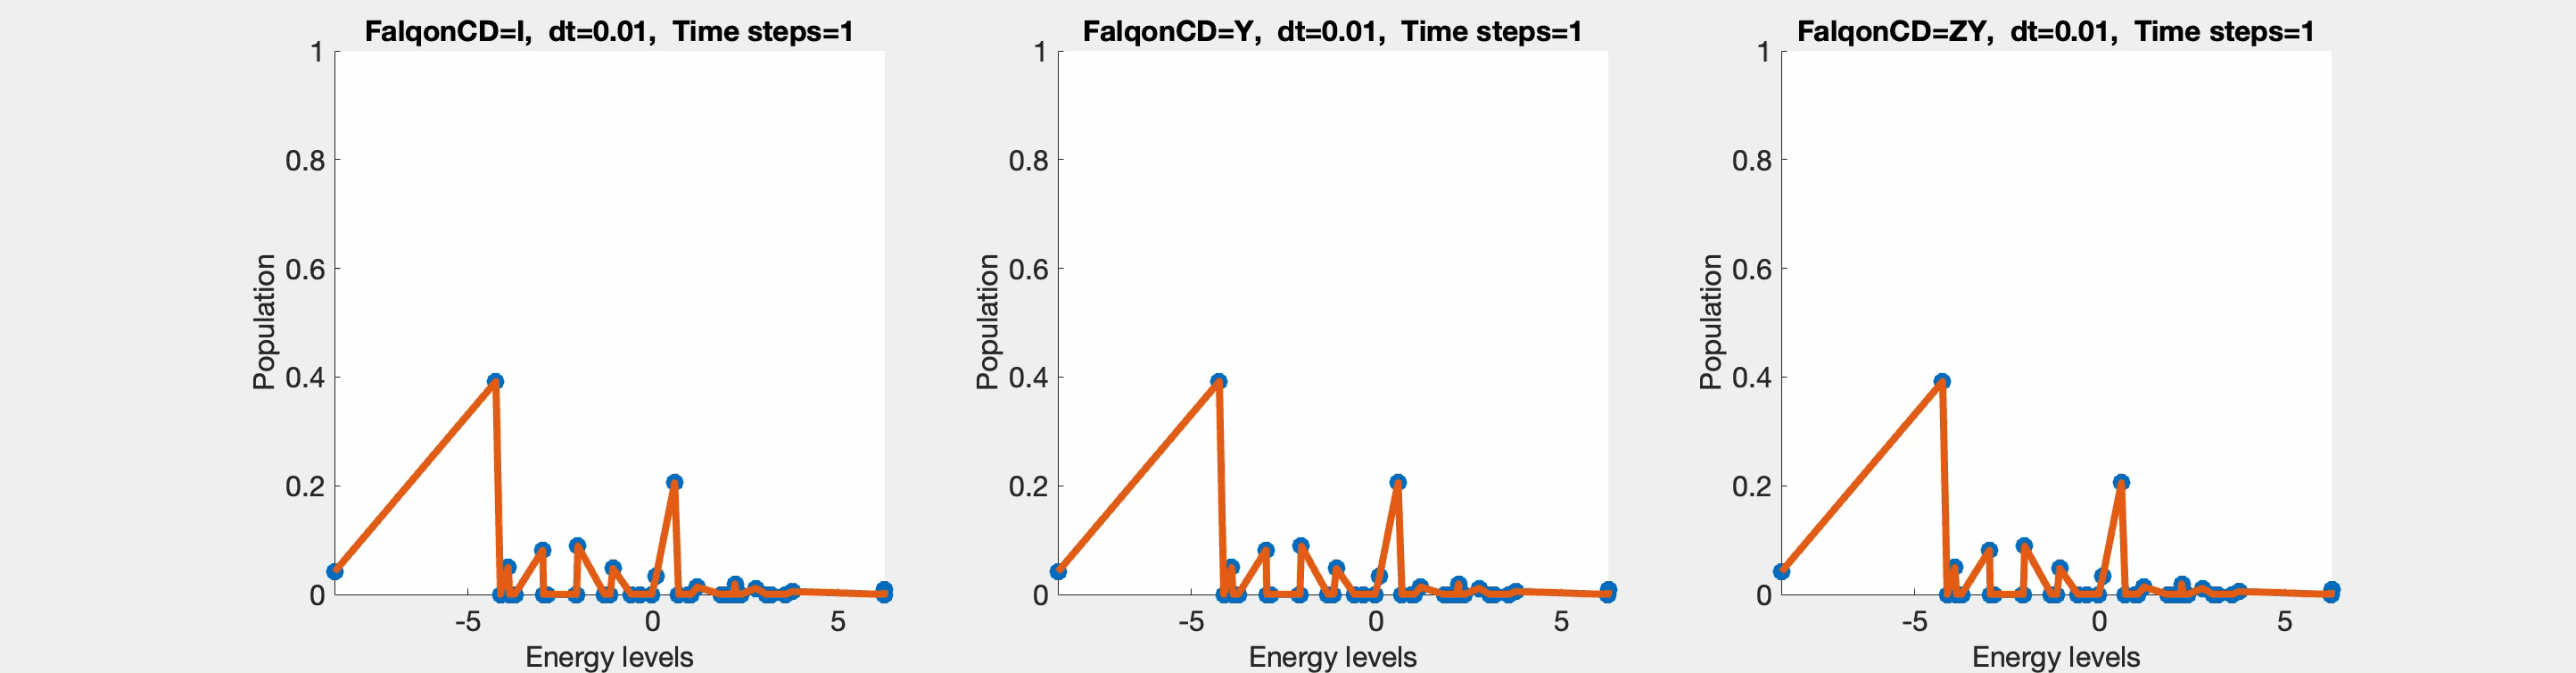 FalqonCD=I,  dt=0.01,  Time steps=1
1
0.8
0.6
0.4
0.2
0
Population
-5 0 5
Energy levels
FalqonCD=Y,  dt=0.01,  Time steps=1
1
0.8
0.6
0.4
0.2
0
Population
-5 0 5
Energy levels
FalqonCD=ZY,  dt=0.01,  Time steps=1
1
0.8
0.6
0.4
0.2
0
Population
-5 0 5
Energy levels